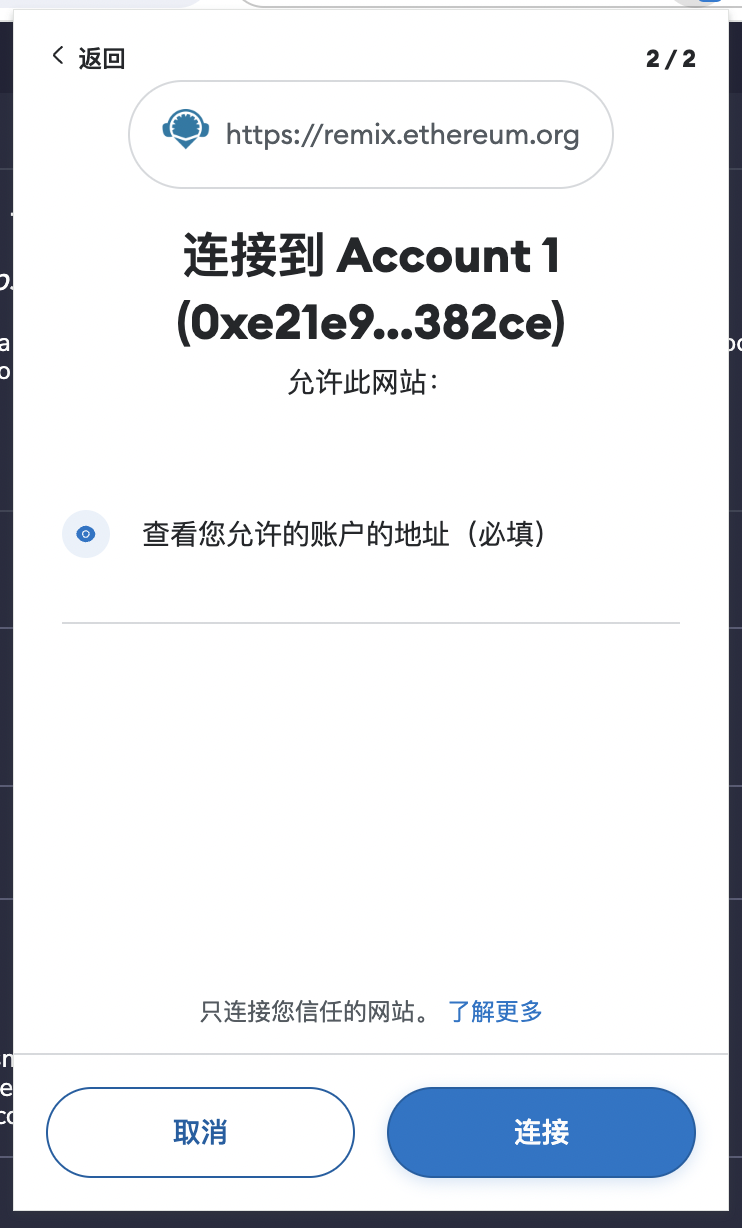 返回
2 / 2
https://remix.ethereum.org
连接到 Account 1
(0xe21e9...382ce)
允许此网站：
查看您允许的账户的地址（必填）
只连接您信任的网站。 了解更多
取消
连接